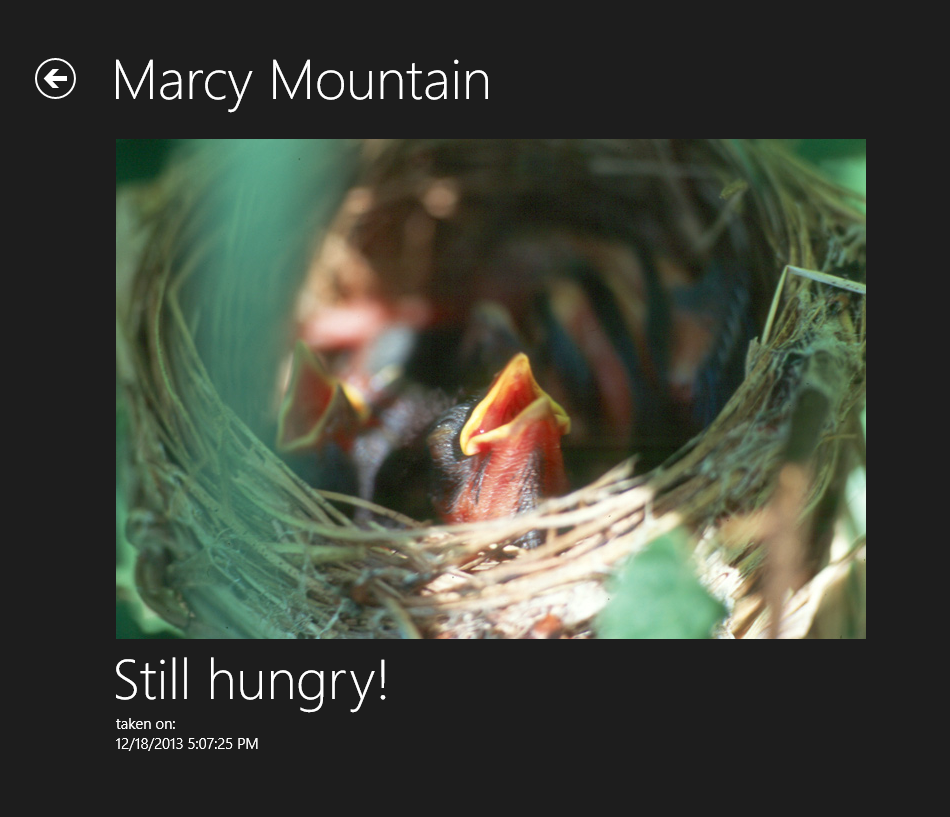 Marcy Mountain
Still hungry!
taken on:
12/18/2013 5:07:25 PM